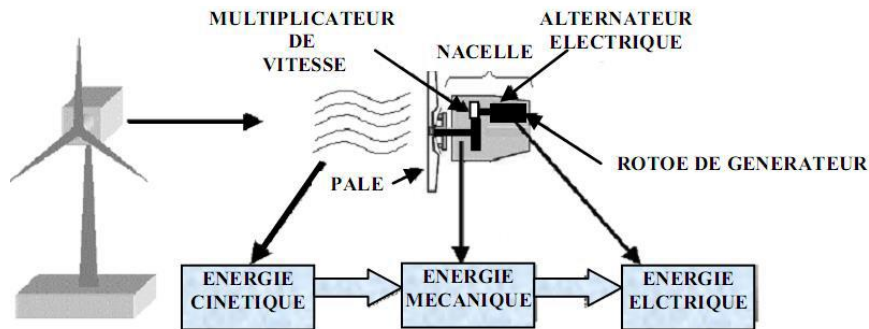 MULTIPLICATEUR
DE
VITESSE
NACELLE
ALTERNATEUR
ELECTRIQUE
PALE
ROTOE DE GENERATEUR
ENERGIE
CINETIQUE
ENERGIE
MECANIQUE
ENERGIE
ELCTRIQUE